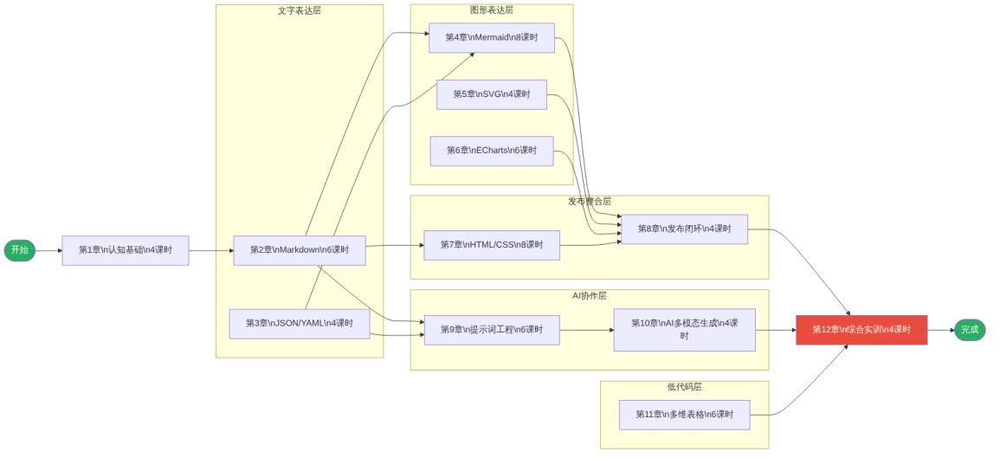 文字表达层
图形表达层
第4章\nMermaid\n8课时
第5章\nSVG\n4课时
第6章\nECharts\n6课时
发布整合层
第8章\n发布闭环\n4课时
第7章\nHTML/CSS\n8课时
开始
第1章\n认知基础\n4课时
第2章\nMarkdown\n6课时
第3章\nJSON/YAML\n4课时
AI协作层
第9章\n提示词工程\n6课时
第10章\nAI多模态生成\n4课
时
第12章\n综合实训\n4课时
完成
低代码层
第11章\n多维表格\n6课时